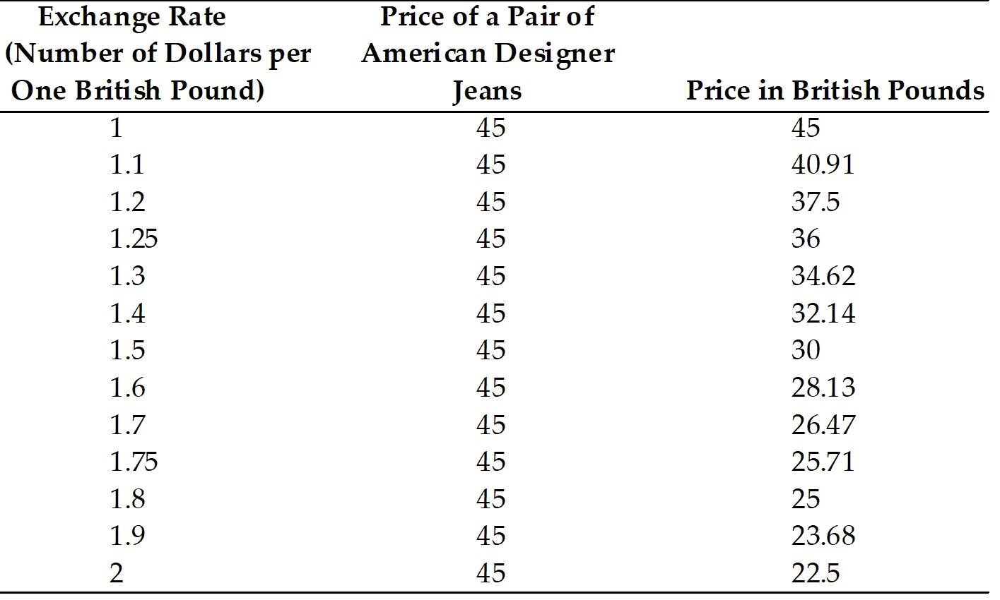 Exchange Rate
(Number of Dollars per
One British Pound)
Price of a Pair of
American Designer
Jeans
Price in British Pounds
1 45 45
1.1 45 40.91
1.2 45 37.5
1.25 45 36
1.3 45 34.62
1.4 45 32.14
1.5 45 30
1.6 45 28.13
1.7 45 26.47
1.75 45 25.71
1.8 45 25
1.9 45 23.68
2 45 22.5